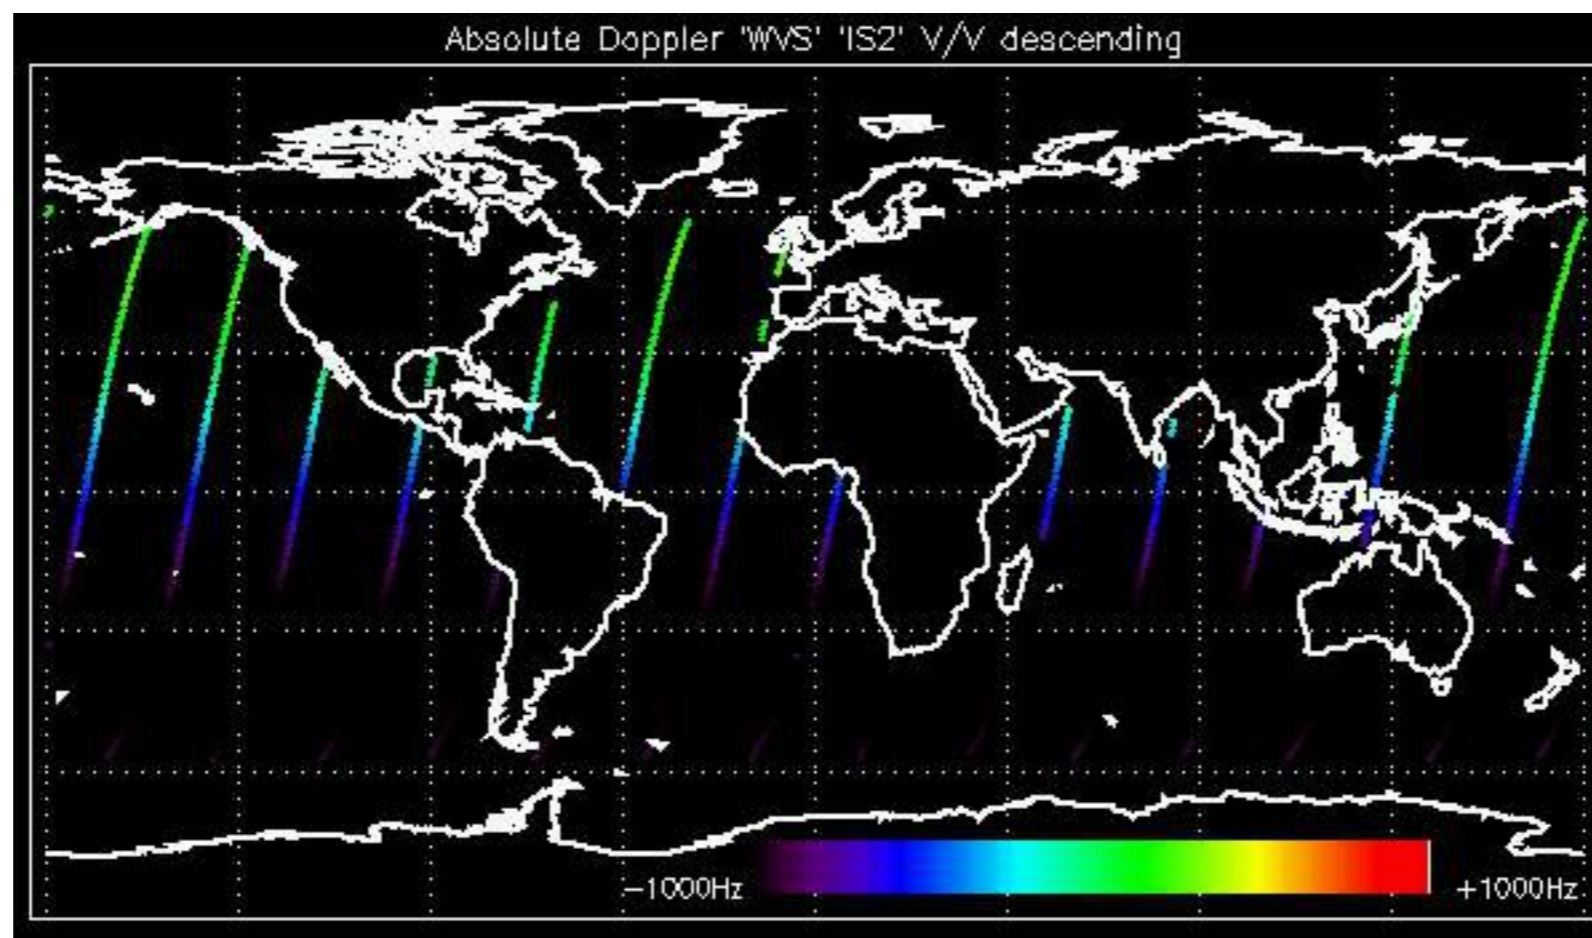 Absolute Doppler 'WVS' 'IS2' V/V descending
−1000Hz +1000Hz